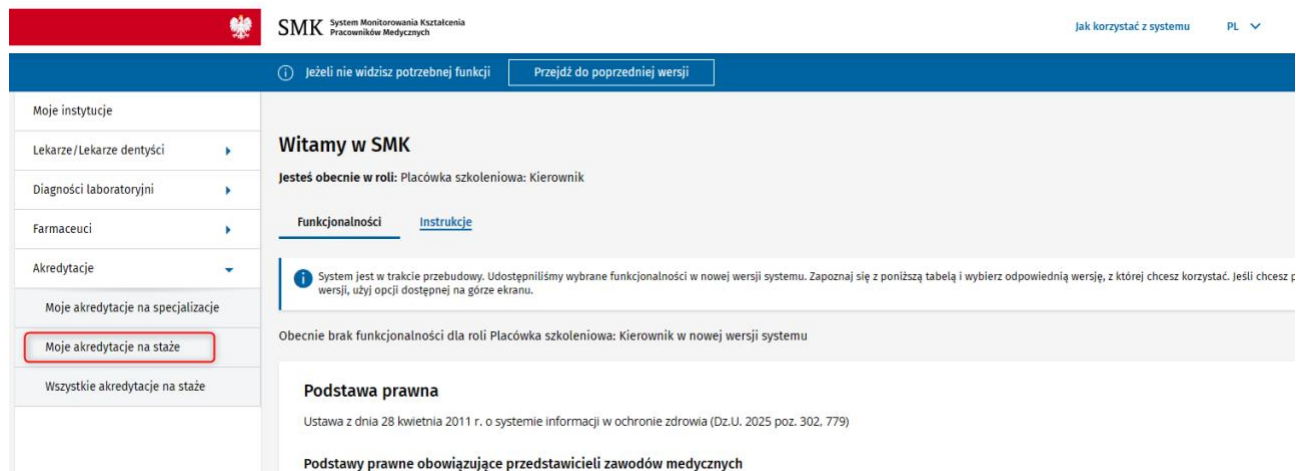 SMK System Monitorowania Kształcenia
Pracowników Medycznych
Jak korzystać z systemu
PL
Jeżeli nie widzisz potrzebnej funkcji
Przejdź do poprzedniej wersji
Moje instytucje
Lekarze/Lekarze dentyści
Diagności laboratoryjni
Farmaceuci
Akredytacje
Moje akredytacje na specjalizacje
Moje akredytacje na staże
Wszystkie akredytacje na staże
Witamy w SMK
Jesteś obecnie w roli: Placówka szkoleniowa: Kierownik
Funkcjonalności
Instrukcje
System jest w trakcie przebudowy. Udostępniliśmy wybrane funkcjonalności w nowej wersji systemu. Zapoznaj się z poniższą tabelą i wybierz odpowiednią wersję, z której chcesz korzystać. Jeśli chcesz p
wersji, użyj opcji dostępnej na górze ekranu.
Obecnie brak funkcjonalności dla roli Placówka szkoleniowa: Kierownik w nowej wersji systemu
Podstawa prawna
Ustawa z dnia 28 kwietnia 2011 r. o systemie informacji w ochronie zdrowia (Dz.U. 2025 poz. 302, 779)
Podstawy prawne obowiązujące przedstawicieli zawodów medycznych